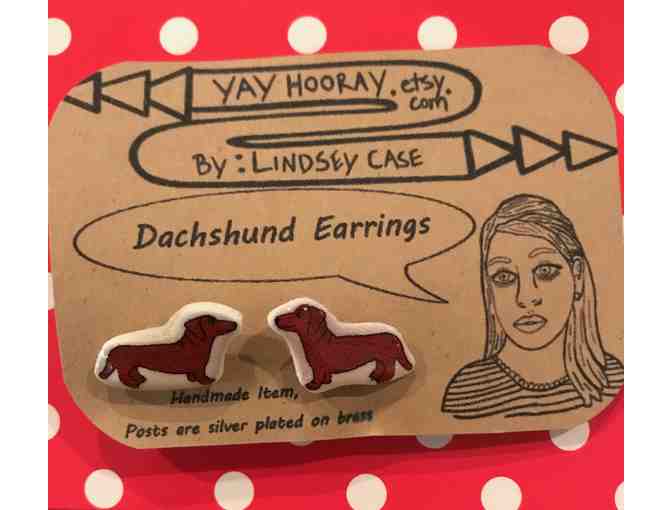 YAY HOORAY.etsy.
com
By: LINDSEY CASE
Dachshund Earrings
Handmade Item,
Posts are silver plated on brass